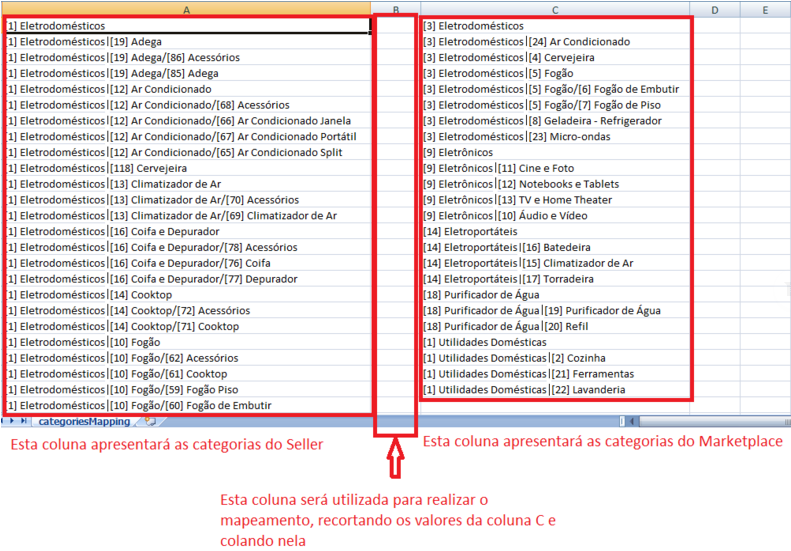 A B C D E
[1] Eletrodomésticos [3] Eletrodomésticos
[1] Eletrodomésticos|[19] Adega [3] Eletrodomésticos|[24] Ar Condicionado
[1] Eletrodomésticos|[19] Adega/[86] Acessórios [3] Eletrodomésticos|[4] Cervejeira
[1] Eletrodomésticos|[19] Adega/[85] Adega [3] Eletrodomésticos|[5] Fogão
[1] Eletrodomésticos|[12] Ar Condicionado [3] Eletrodomésticos|[5] Fogão/[6] Fogão de Embutir
[1] Eletrodomésticos|[12] Ar Condicionado/[68] Acessórios [3] Eletrodomésticos|[5] Fogão/[7] Fogão de Piso
[1] Eletrodomésticos|[12] Ar Condicionado/[66] Ar Condicionado Janela [3] Eletrodomésticos|[8] Geladeira - Refrigerador
[1] Eletrodomésticos|[12] Ar Condicionado/[67] Ar Condicionado Portátil [3] Eletrodomésticos|[23] Micro-ondas
[1] Eletrodomésticos|[12] Ar Condicionado/[65] Ar Condicionado Split [9] Eletrônicos
[1] Eletrodomésticos|[118] Cervejeira [9] Eletrônicos|[11] Cine e Foto
[1] Eletrodomésticos|[13] Climatizador de Ar [9] Eletrônicos|[12] Notebooks e Tablets
[1] Eletrodomésticos|[13] Climatizador de Ar/[70] Acessórios [9] Eletrônicos|[13] TV e Home Theater
[1] Eletrodomésticos|[13] Climatizador de Ar/[69] Climatizador de Ar [9] Eletrônicos|[10] Áudio e Vídeo
[1] Eletrodomésticos|[16] Coifa e Depurador [14] Eletroportáteis
[1] Eletrodomésticos|[16] Coifa e Depurador/[78] Acessórios [14] Eletroportáteis|[16] Batedeira
[1] Eletrodomésticos|[16] Coifa e Depurador/[76] Coifa [14] Eletroportáteis|[15] Climatizador de Ar
[1] Eletrodomésticos|[16] Coifa e Depurador/[77] Depurador [14] Eletroportáteis|[17] Torradeira
[1] Eletrodomésticos|[14] Cooktop [18] Purificador de Água
[1] Eletrodomésticos|[14] Cooktop/[72] Acessórios [18] Purificador de Água|[19] Purificador de Água
[1] Eletrodomésticos|[14] Cooktop/[71] Cooktop [18] Purificador de Água|[20] Refil
[1] Eletrodomésticos|[10] Fogão [1] Utilidades Domésticas
[1] Eletrodomésticos|[10] Fogão/[62] Acessórios [1] Utilidades Domésticas|[2] Cozinha
[1] Eletrodomésticos|[10] Fogão/[61] Cooktop [1] Utilidades Domésticas|[21] Ferramentas
[1] Eletrodomésticos|[10] Fogão/[59] Fogão Piso [1] Utilidades Domésticas|[22] Lavanderia
[1] Eletrodomésticos|[10] Fogão/[60] Fogão de Embutir
categoriesMapping
Esta coluna apresentará as categorias do Seller
Esta coluna apresentará as categorias do Marketplace
Esta coluna será utilizada para realizar o
mapeamento, recortando os valores da coluna C e
colando nela